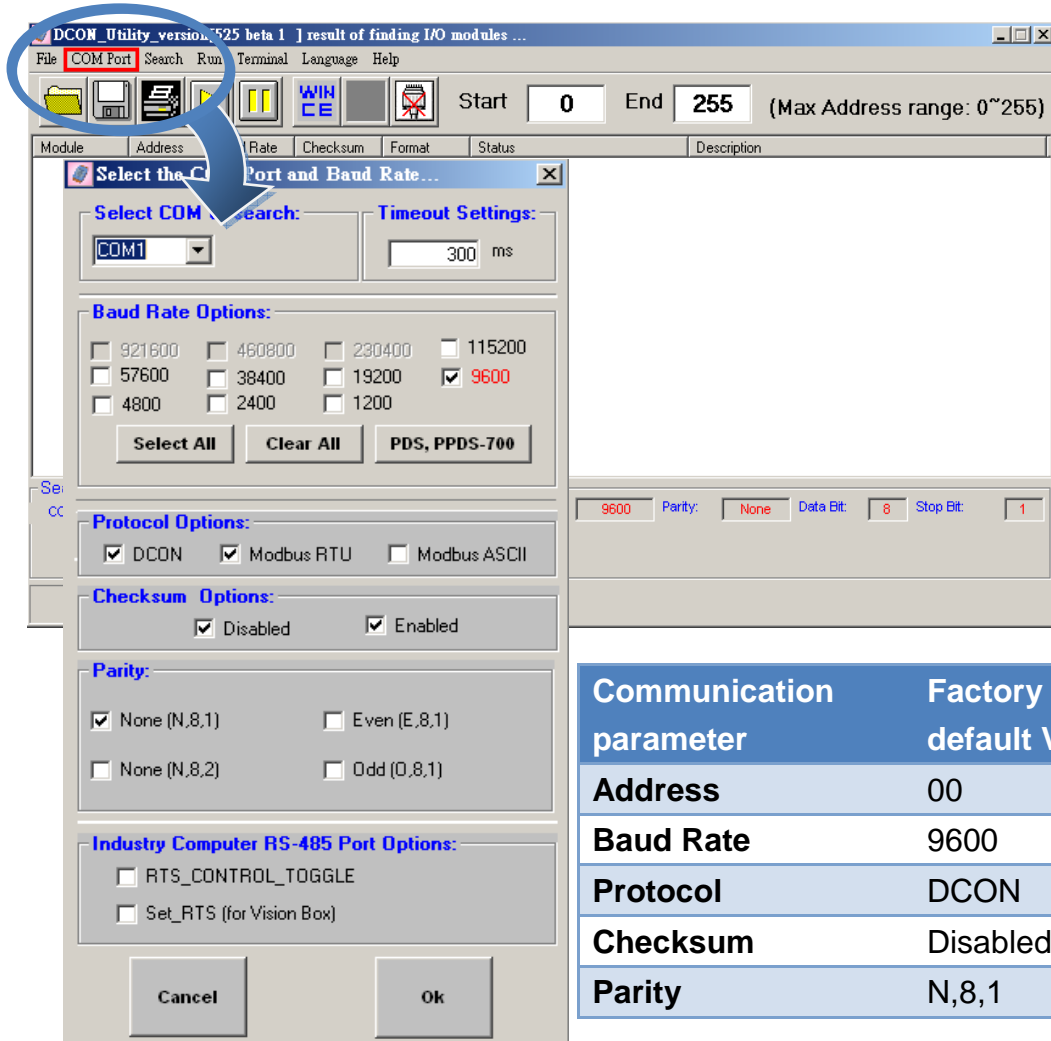 DCON_Utility_version[525 beta 1 ] result of finding I/O modules ...
File COM Port Search Run Terminal Language Help
WIN CE Start 0 End 255 (Max Address range: 0~255)
Module Address Rate Checksum Format Status Description
Select the Port and Baud Rate...
Select COM Search: Timeout Settings:
COM1 300 ms
Baud Rate Options:
921600 460800 230400 115200
57600 38400 19200 9600
4800 2400 1200
Select All Clear All PDS, PPDS-700
9600 Parity: None Data Bit: 8 Stop Bit: 1
Protocol Options:
DCON Modbus RTU Modbus ASCII
Checksum Options:
Disabled Enabled
Parity:
None (N,8,1) Even (E,8,1)
None (N,8,2) Odd (O,8,1)
Industry Computer RS-485 Port Options:
RTS_CONTROL_TOGGLE
Set_RTS (for Vision Box)
Cancel Ok
Communication Factory
parameter default
Address 00
Baud Rate 9600
Protocol DCON
Checksum Disabled
Parity N,8,1